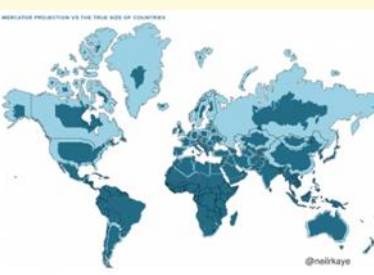 MERCATOR PROJECTION VS THE TRUE SIZE OF COUNTRIES
@neilrkaye